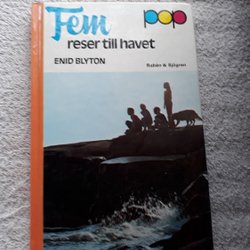 Fem
pop
reser till havet
ENID BLYTON
Rabén & Sjögren